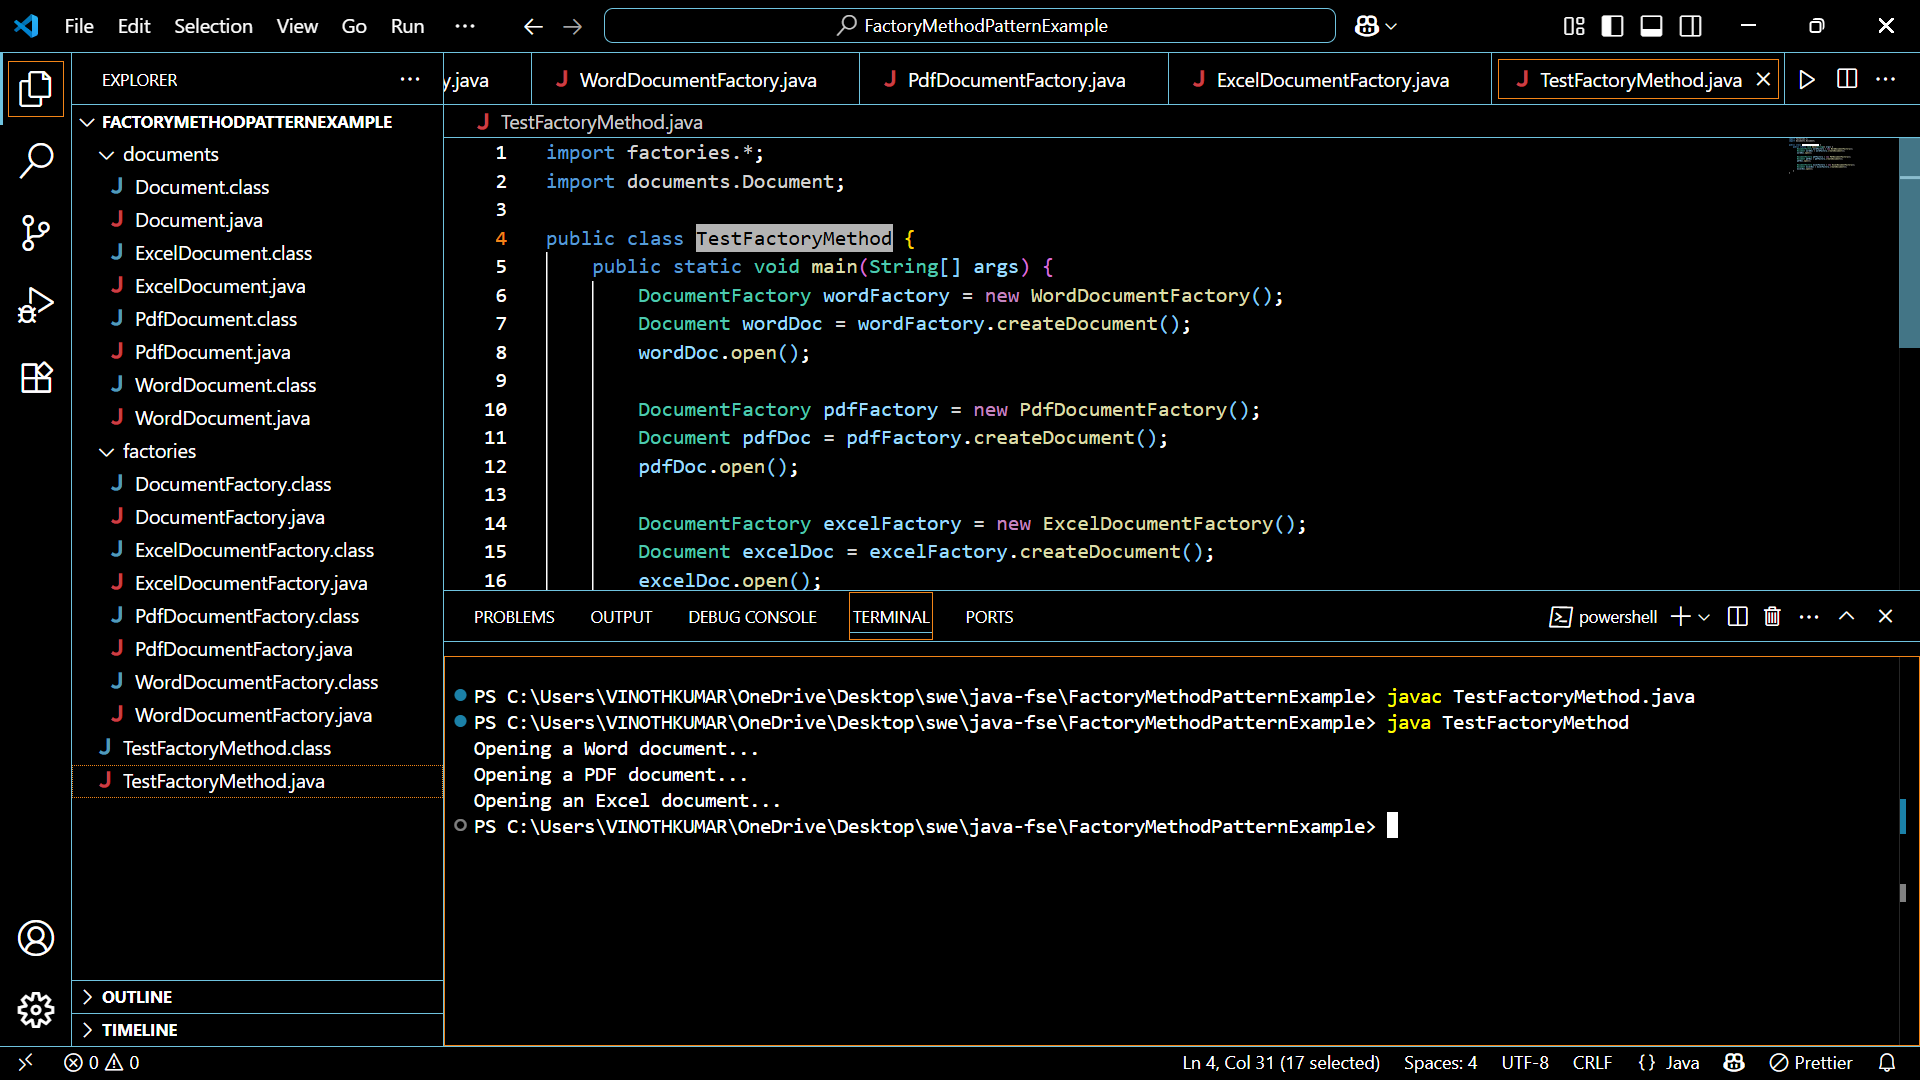 File Edit Selection View Go Run ...
FactoryMethodPatternExample
EXPLORER
y.java
WordDocumentFactory.java
PdfDocumentFactory.java
ExcelDocumentFactory.java
TestFactoryMethod.java
FACTORYMETHODPATTERNEXAMPLE
documents
Document.class
Document.java
ExcelDocument.class
ExcelDocument.java
PdfDocument.class
PdfDocument.java
WordDocument.class
WordDocument.java
factories
DocumentFactory.class
DocumentFactory.java
ExcelDocumentFactory.class
ExcelDocumentFactory.java
PdfDocumentFactory.class
PdfDocumentFactory.java
WordDocumentFactory.class
WordDocumentFactory.java
TestFactoryMethod.class
TestFactoryMethod.java
OUTLINE
TIMELINE
TestFactoryMethod.java
1 import factories.*;
2 import documents.Document;
3
4 public class TestFactoryMethod {
5 public static void main(String[] args) {
6 DocumentFactory wordFactory = new WordDocumentFactory();
7 Document wordDoc = wordFactory.createDocument();
8 wordDoc.open();
9
10 DocumentFactory pdfFactory = new PdfDocumentFactory();
11 Document pdfDoc = pdfFactory.createDocument();
12 pdfDoc.open();
13
14 DocumentFactory excelFactory = new ExcelDocumentFactory();
15 Document excelDoc = excelFactory.createDocument();
16 excelDoc.open();
PROBLEMS OUTPUT DEBUG CONSOLE TERMINAL PORTS
powershell
PS C:\Users\VINOTHKUMAR\OneDrive\Desktop\swe\java-fse\FactoryMethodPatternExample> javac TestFactoryMethod.java
PS C:\Users\VINOTHKUMAR\OneDrive\Desktop\swe\java-fse\FactoryMethodPatternExample> java TestFactoryMethod
Opening a Word document...
Opening a PDF document...
Opening an Excel document...
PS C:\Users\VINOTHKUMAR\OneDrive\Desktop\swe\java-fse\FactoryMethodPatternExample>
0 0
Ln 4, Col 31 (17 selected) Spaces: 4 UTF-8 CRLF {} Java Prettier